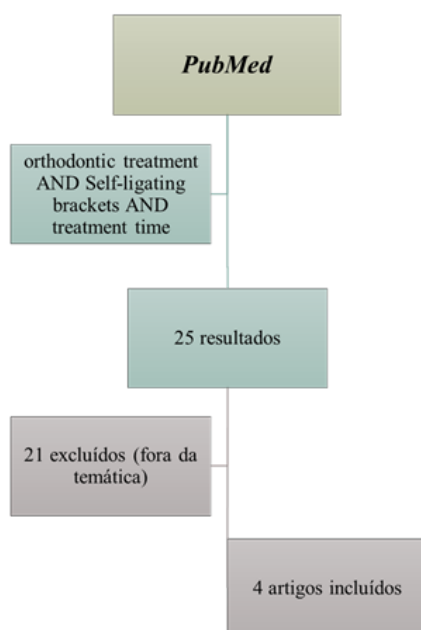 PubMed
orthodontic treatment
AND Self-ligating
brackets AND
treatment time
25 resultados
21 excluídos (fora da
temática)
4 artigos incluídos